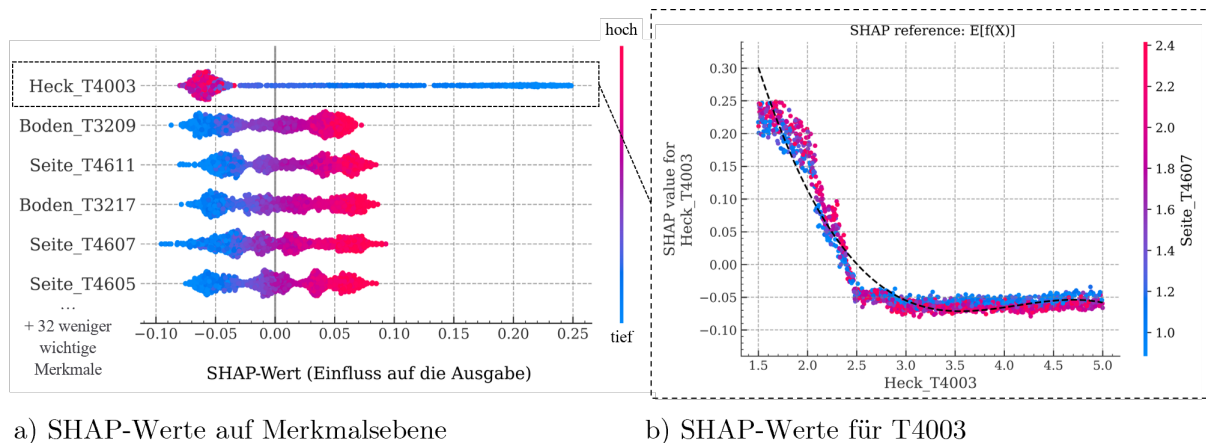 hoch
Heck_T4003
Boden_T3209
Seite_T4611
Boden_T3217
Seite_T4607
Seite_T4605
...
+ 32 weniger
wichtige
Merkmale
−0.10 −0.05 0.00 0.05 0.10 0.15 0.20 0.25
tief
SHAP-Wert (Einfluss auf die Ausgabe)
a) SHAP-Werte auf Merkmalsebene
SHAP reference: E[f(X)]
0.30
0.25
0.20
0.15
0.10
0.05
0.00
−0.05
−0.10
SHAP value for
Heck_T4003
1.5 2.0 2.5 3.0 3.5 4.0 4.5 5.0
Heck_T4003
2.4
2.2
2.0
1.8
1.6
1.4
1.2
1.0
Seite_T4607
b) SHAP-Werte für T4003